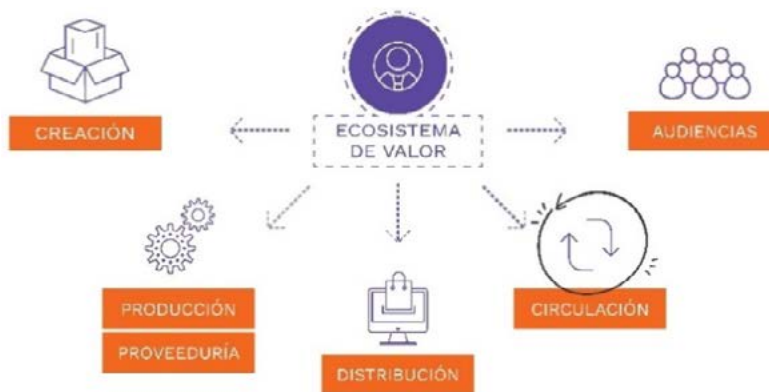 ECOSISTEMA
DE VALOR
CREACIÓN
AUDIENCIAS
PRODUCCIÓN
PROVEEDURÍA
DISTRIBUCIÓN
CIRCULACIÓN